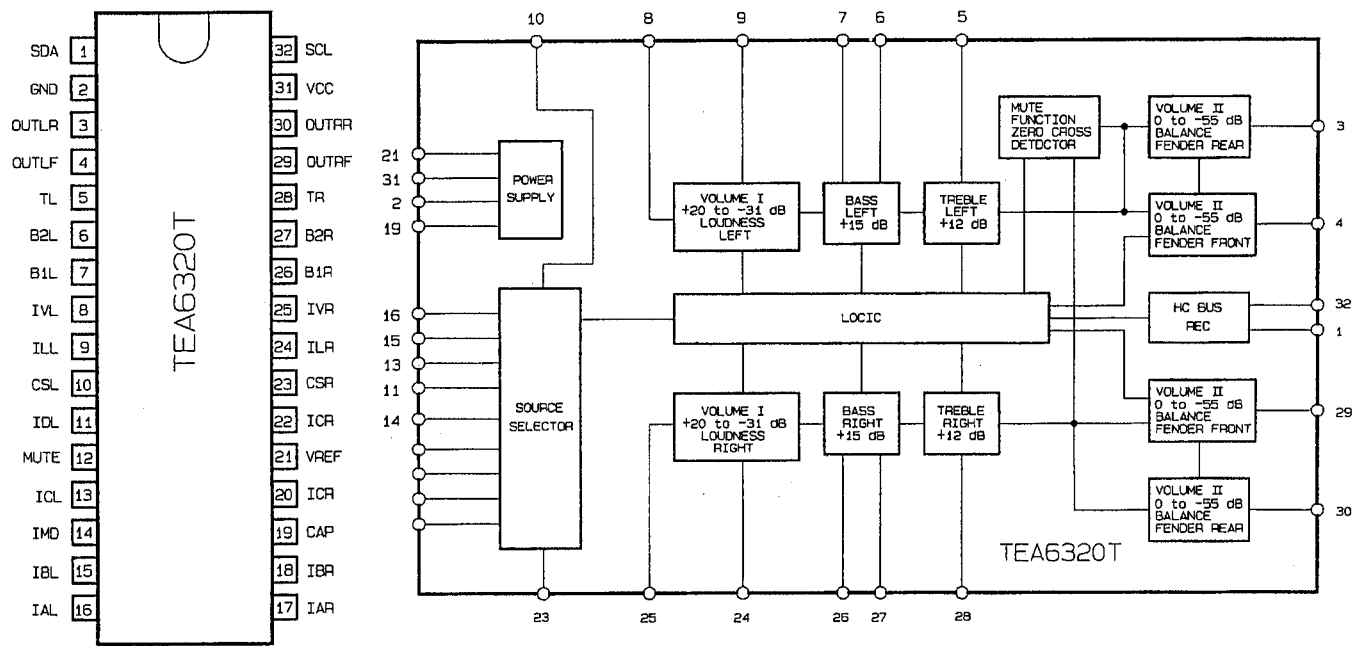 SDA 1
GND 2
OUTLR 3
OUTLF 4
TL 5
B2L 6
B1L 7
IVL 8
ILL 9
CSL 10
IDL 11
MUTE 12
ICL 13
IMD 14
IBL 15
IAL 16
TEA6320T
32 SCL
31 VCC
30 OUTRR
29 OUTRF
28 TR
27 B2R
26 B1R
25 IVR
24 ILR
23 CSR
22 ICR
21 VREF
20 ICR
19 CAP
18 IBR
17 IAR
10 8 9 7 6 5
21
31
2
19
POWER
SUPPLY
16
15
13
11
14
SOURCE
SELECTOR
VOLUME I
+20 to -31 dB
LOUDNESS
LEFT
BASS
LEFT
+15 dB
TREBLE
LEFT
+12 dB
MUTE
FUNCTION
ZERO CROSS
DETDCTOR
VOLUME II
0 to -55 dB
BALANCE
FENDER REAR
3
VOLUME II
0 to -55 dB
BALANCE
FENDER FRONT
4
LOCIC
HC BUS
REC
32
1
VOLUME I
+20 to -31 dB
LOUDNESS
RIGHT
BASS
RIGHT
+15 dB
TREBLE
RIGHT
+12 dB
VOLUME II
0 to -55 dB
BALANCE
FENDER FRONT
29
VOLUME II
0 to -55 dB
BALANCE
FENDER REAR
30
TEA6320T
23 25 24 26 27 28